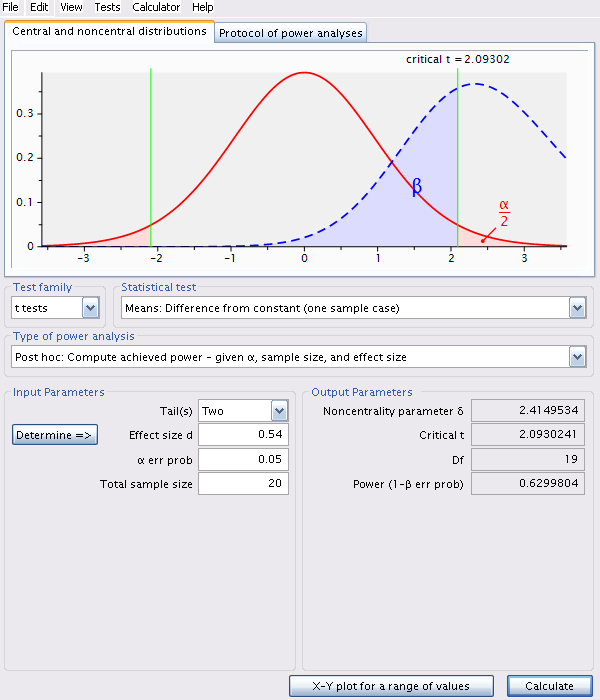 File Edit View Tests Calculator Help
Central and noncentral distributions Protocol of power analyses
critical t = 2.09302
0.3
0.2
0.1
0
β
α
2
-3 -2 -1 0 1 2 3
Test family Statistical test
t tests Means: Difference from constant (one sample case)
Type of power analysis
Post hoc: Compute achieved power - given α, sample size, and effect size
Input Parameters Output Parameters
Tail(s) Two Noncentrality parameter δ 2.4149534
Determine => Effect size d 0.54 Critical t 2.0930241
α err prob 0.05 Df 19
Total sample size 20 Power (1-β err prob) 0.6299804
X-Y plot for a range of values Calculate